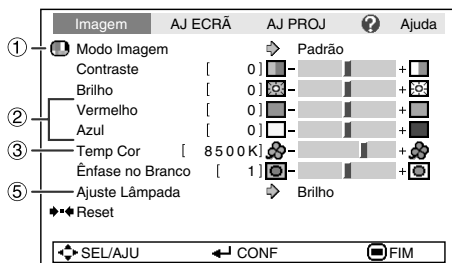 Imagem AJ ECRÃ AJ PROJ ? Ajuda
① Modo Imagem Padrão
Contraste [ 0] - +
Brilho [ 0] - +
② Vermelho [ 0] - +
Azul [ 0] - +
③ Temp Cor [ 8500K] - +
Ênfase no Branco [ 1] - +
⑤ Ajuste Lâmpada Brilho
Reset
SEL/AJU CONF FIM